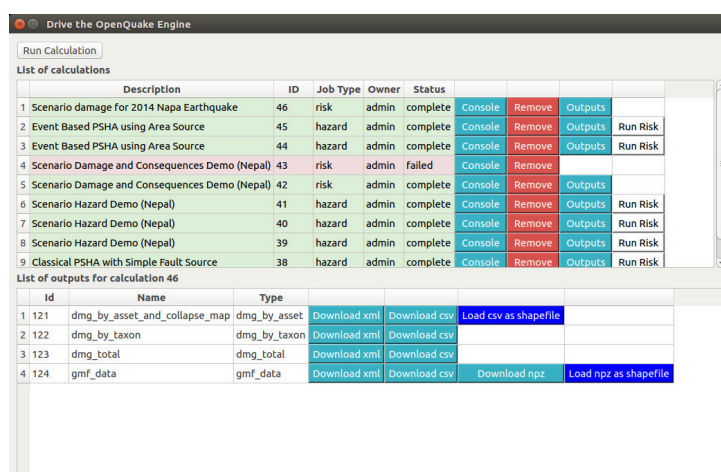 Drive the OpenQuake Engine
Run Calculation
List of calculations
Description ID Job Type Owner Status
1 Scenario damage for 2014 Napa Earthquake 46 risk admin complete Console Remove Outputs
2 Event Based PSHA using Area Source 45 hazard admin complete Console Remove Outputs Run Risk
3 Event Based PSHA using Area Source 44 hazard admin complete Console Remove Outputs Run Risk
4 Scenario Damage and Consequences Demo (Nepal) 43 risk admin failed Console Remove
5 Scenario Damage and Consequences Demo (Nepal) 42 risk admin complete Console Remove Outputs
6 Scenario Hazard Demo (Nepal) 41 hazard admin complete Console Remove Outputs Run Risk
7 Scenario Hazard Demo (Nepal) 40 hazard admin complete Console Remove Outputs Run Risk
8 Scenario Hazard Demo (Nepal) 39 hazard admin complete Console Remove Outputs Run Risk
9 Classical PSHA with Simple Fault Source 38 hazard admin complete Console Remove Outputs Run Risk
List of outputs for calculation 46
Id Name Type
1 121 dmg_by_asset_and_collapse_map dmg_by_asset Download xml Download csv Load csv as shapefile
2 122 dmg_by_taxon dmg_by_taxon Download xml Download csv
3 123 dmg_total dmg_total Download xml Download csv
4 124 gmf_data gmf_data Download xml Download csv Download npz Load npz as shapefile